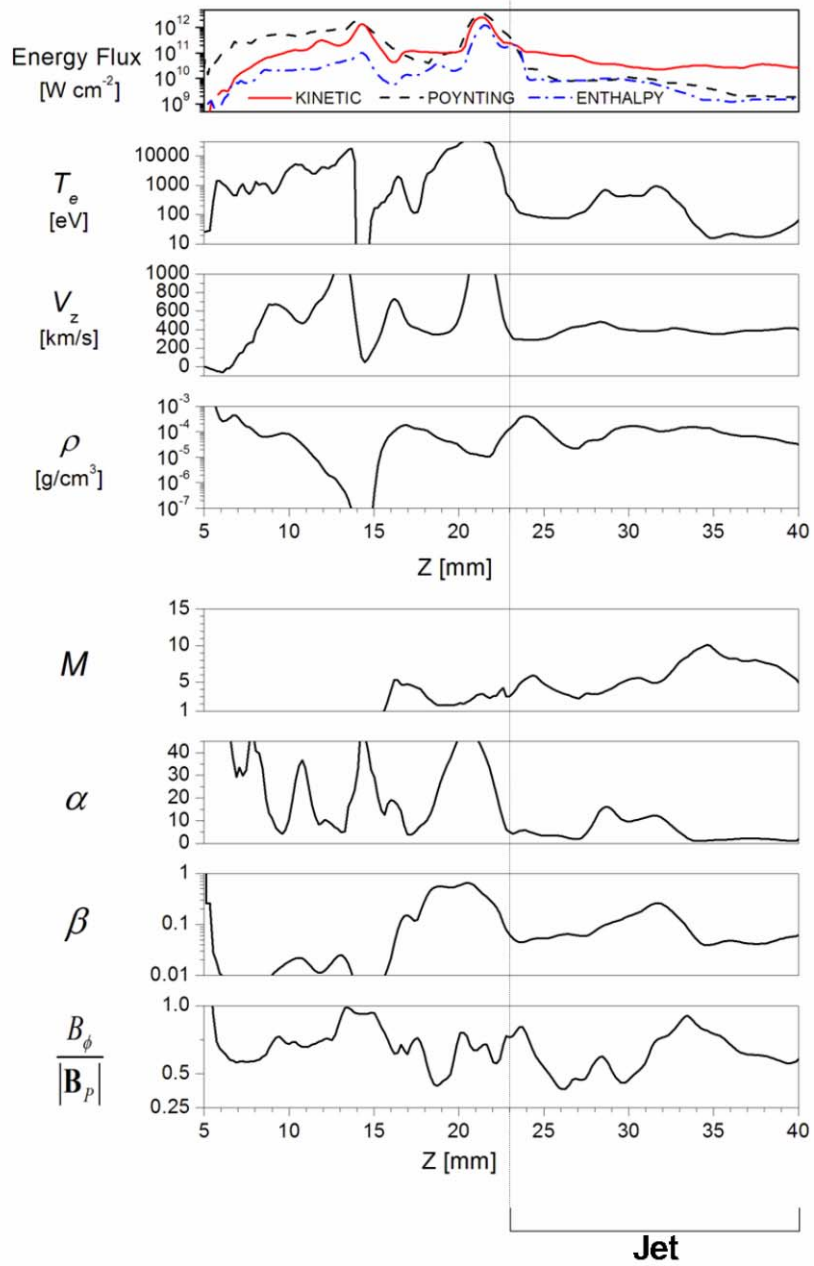 Energy Flux
[W cm⁻²]
10¹²
10¹¹
10¹⁰
10⁹
KINETIC POYNTING ENTHALPY
Tₑ
[eV]
10000
1000
100
10
V_z
[km/s]
1000
800
600
400
200
0
ρ
[g/cm³]
10⁻³
10⁻⁴
10⁻⁵
10⁻⁶
10⁻⁷
5 10 15 20 25 30 35 40
Z [mm]
M
15
10
5
1
α
40
30
20
10
0
β
1
0.1
0.01
B_ϕ
|B_P|
1.0
0.5
0.25
5 10 15 20 25 30 35 40
Z [mm]
Jet